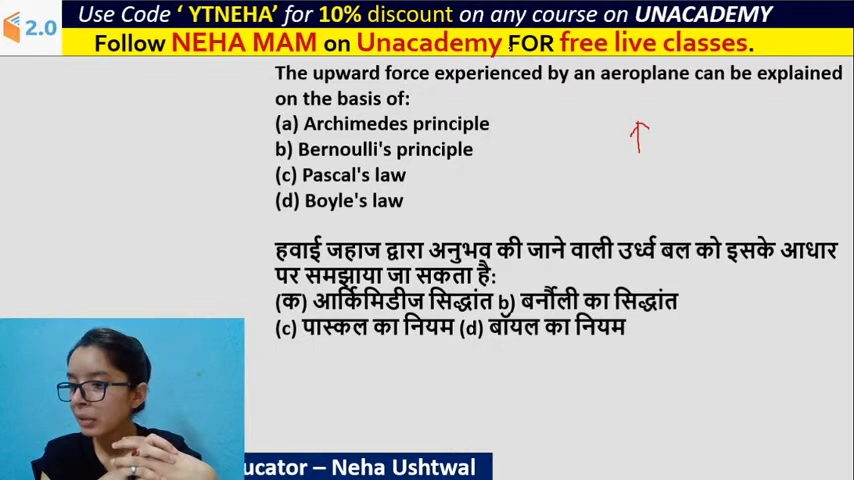 Use Code ‘ YTNEHA’ for 10% discount on any course on UNACADEMY
2.0
Follow NEHA MAM on Unacademy FOR free live classes.
The upward force experienced by an aeroplane can be explained
on the basis of:
(a) Archimedes principle
b) Bernoulli's principle
(c) Pascal's law
(d) Boyle's law
हवाई जहाज द्वारा अनुभव की जाने वाली उर्ध्व बल को इसके आधार
पर समझाया जा सकता है:
(क) आर्किमिडीज सिद्धांत b) बर्नौली का सिद्धांत
(c) पास्कल का नियम (d) बॉयल का नियम
ucator – Neha Ushtwal